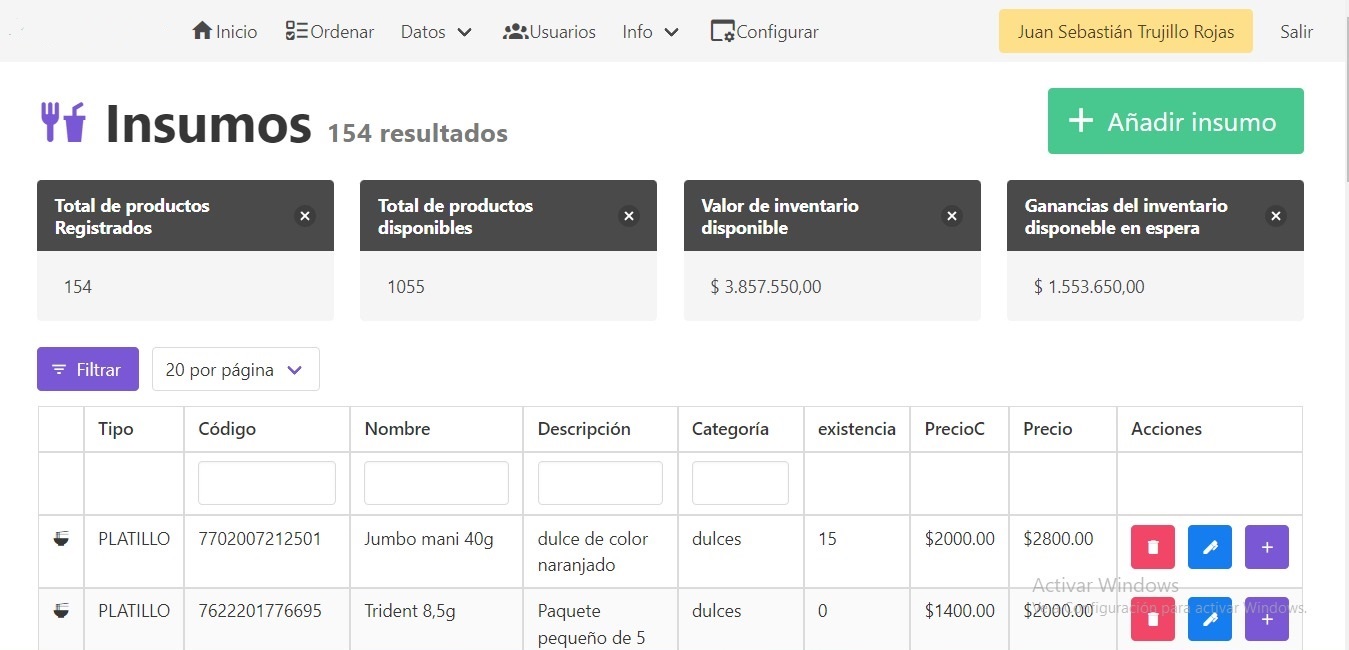 Inicio Ordenar Datos Usuarios Info Configurar Juan Sebastián Trujillo Rojas Salir
Insumos 154 resultados
+ Añadir insumo
Total de productos
Registrados
154
Total de productos
disponibles
1055
Valor de inventario
disponible
$ 3.857.550,00
Ganancias del inventario
disponeble en espera
$ 1.553.650,00
Filtrar
20 por página
Tipo Código Nombre Descripción Categoría existencia PrecioC Precio Acciones
PLATILLO 7702007212501 Jumbo mani 40g dulce de color dulces 15 $2000.00 $2800.00
naranjado
Activar Windows
PLATILLO 7622201776695 Trident 8,5g Paquete dulces 0 $1400.00 $2000.00
Ve a Configuración para activar Windows.
pequeño de 5